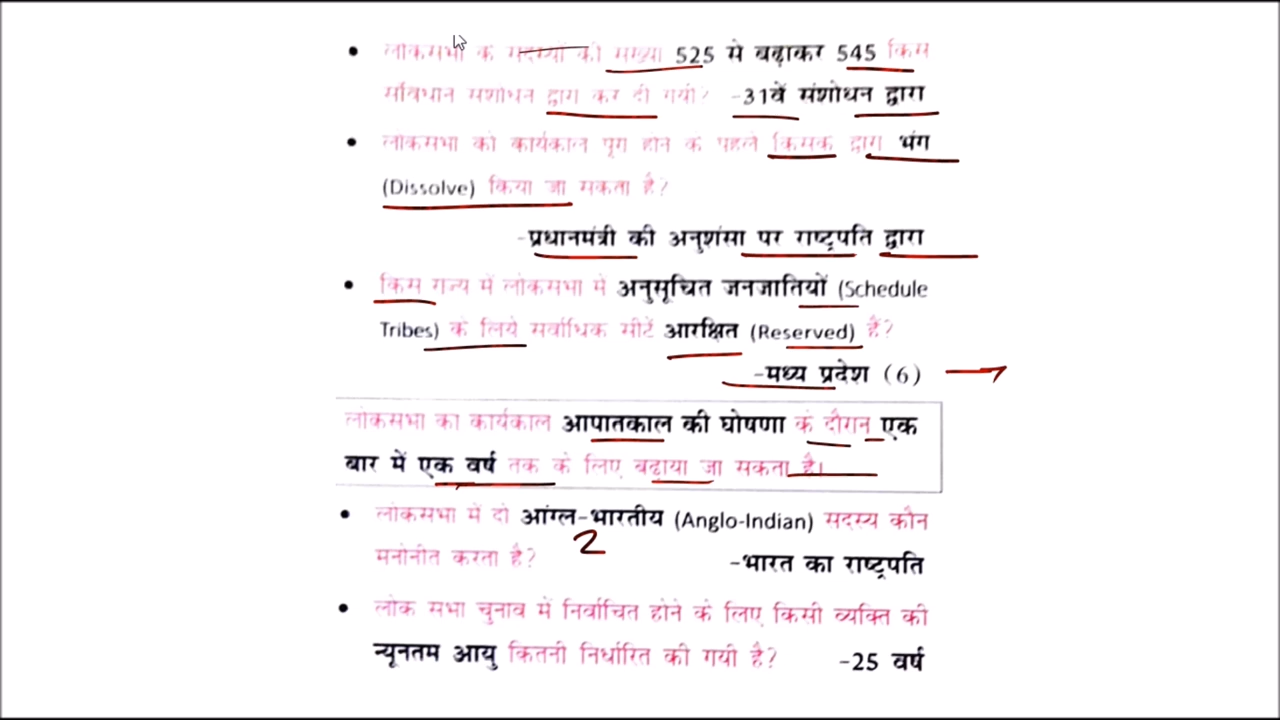 • लोकसभा के सदस्यों की संख्या 525 से बढ़ाकर 545 किस
संविधान संशोधन द्वारा कर दी गयी? -31वें संशोधन द्वारा
• लोकसभा को कार्यकाल पूरा होने के पहले किसके द्वारा भंग
(Dissolve) किया जा सकता है?
-प्रधानमंत्री की अनुशंसा पर राष्ट्रपति द्वारा
• किस राज्य में लोकसभा में अनुसूचित जनजातियों (Schedule
Tribes) के लिये सर्वाधिक सीटें आरक्षित (Reserved) हैं?
-मध्य प्रदेश (6)
लोकसभा का कार्यकाल आपातकाल की घोषणा के दौरान एक
बार में एक वर्ष तक के लिए बढ़ाया जा सकता है।
• लोकसभा में दो आंग्ल-भारतीय (Anglo-Indian) सदस्य कौन
2
मनोनीत करता है? -भारत का राष्ट्रपति
• लोक सभा चुनाव में निर्वाचित होने के लिए किसी व्यक्ति की
न्यूनतम आयु कितनी निर्धारित की गयी है? -25 वर्ष